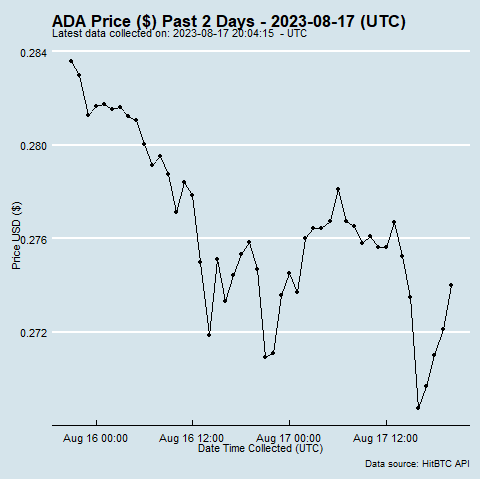 ADA Price ($) Past 2 Days - 2023-08-17 (UTC)
Latest data collected on: 2023-08-17 20:04:15 - UTC
0.284
0.280
0.276
0.272
Price USD ($)
Aug 16 00:00 Aug 16 12:00 Aug 17 00:00 Aug 17 12:00
Date Time Collected (UTC)
Data source: HitBTC API